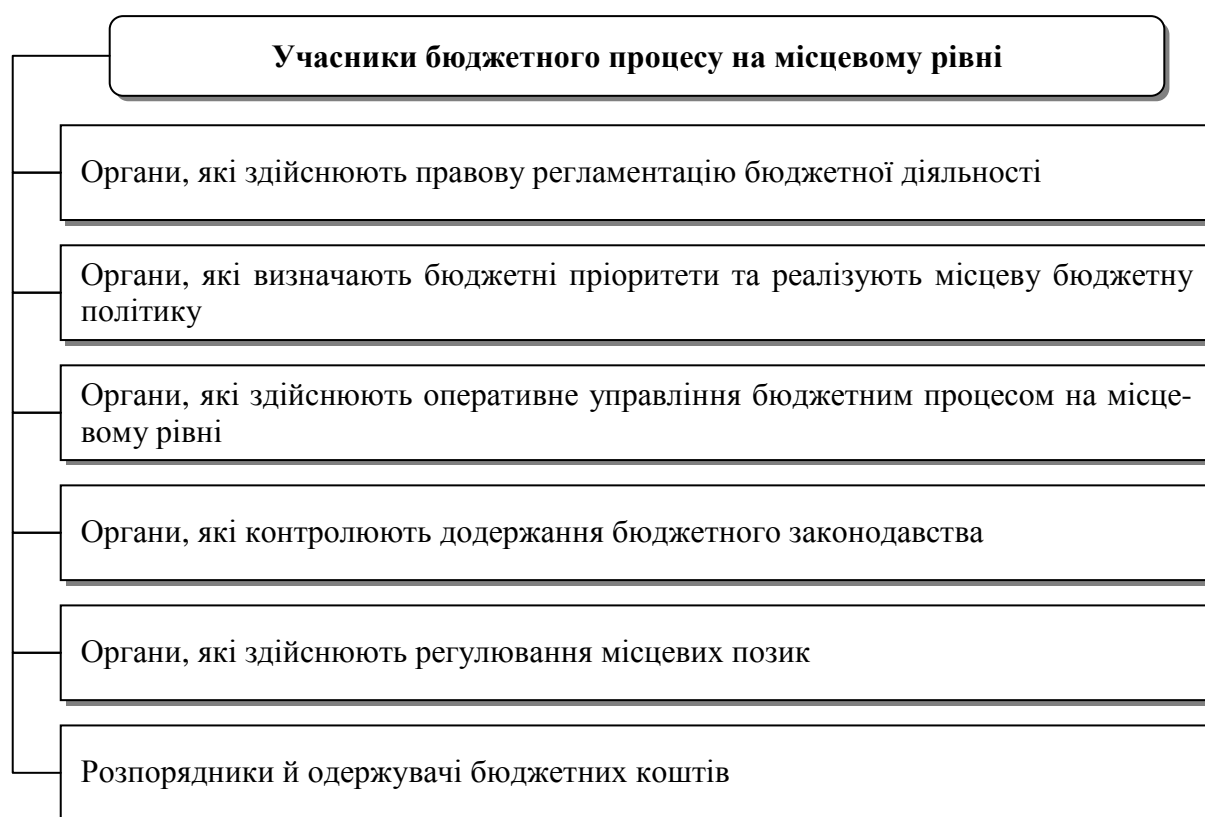 Учасники бюджетного процесу на місцевому рівні
Органи, які здійснюють правову регламентацію бюджетної діяльності
Органи, які визначають бюджетні пріоритети та реалізують місцеву бюджетну
політику
Органи, які здійснюють оперативне управління бюджетним процесом на місце-
вому рівні
Органи, які контролюють додержання бюджетного законодавства
Органи, які здійснюють регулювання місцевих позик
Розпорядники й одержувачі бюджетних коштів